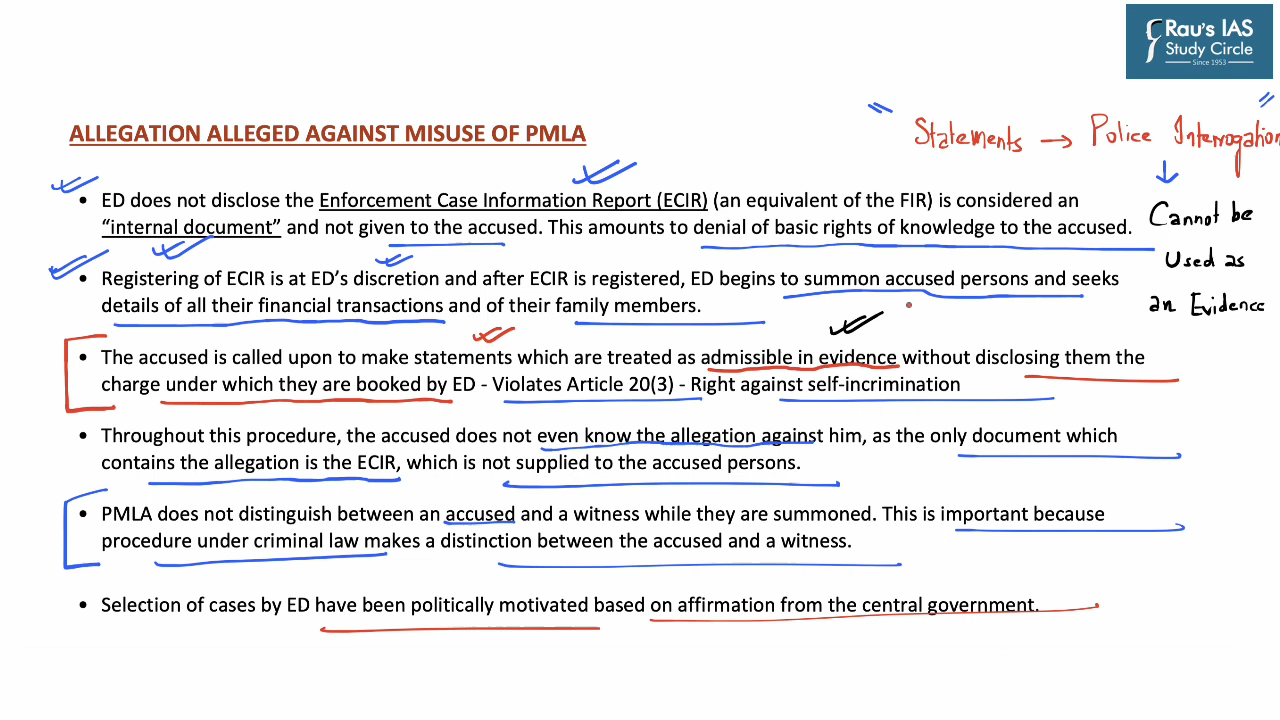 Rau's IAS
Study Circle
Since 1953
ALLEGATION ALLEGED AGAINST MISUSE OF PMLA
Statements → Police Interrogation
Cannot be
Used as
an Evidence
• ED does not disclose the Enforcement Case Information Report (ECIR) (an equivalent of the FIR) is considered an
“internal document” and not given to the accused. This amounts to denial of basic rights of knowledge to the accused.
• Registering of ECIR is at ED’s discretion and after ECIR is registered, ED begins to summon accused persons and seeks
details of all their financial transactions and of their family members.
• The accused is called upon to make statements which are treated as admissible in evidence without disclosing them the
charge under which they are booked by ED - Violates Article 20(3) - Right against self-incrimination
• Throughout this procedure, the accused does not even know the allegation against him, as the only document which
contains the allegation is the ECIR, which is not supplied to the accused persons.
• PMLA does not distinguish between an accused and a witness while they are summoned. This is important because
procedure under criminal law makes a distinction between the accused and a witness.
• Selection of cases by ED have been politically motivated based on affirmation from the central government.